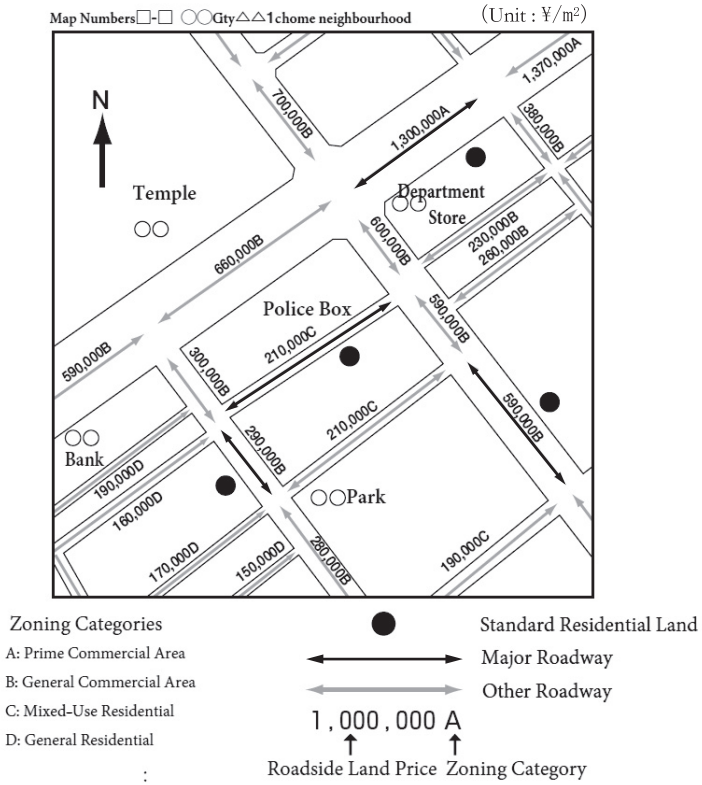 Map Numbers□-□ ○○City△△1chome neighbourhood
(Unit : ¥/m²)
1,370,000A
700,000B
1,300,000A
380,000B
N
Temple
○○
Department
○○
Store
600,000B
230,000B
260,000B
660,000B
Police Box
590,000B
590,000B
300,000B
210,000C
590,000B
○○
Bank
210,000C
290,000B
190,000D
160,000D
○○Park
170,000D
150,000D
280,000B
190,000C
Zoning Categories
A: Prime Commercial Area
B: General Commercial Area
C: Mixed-Use Residential
D: General Residential
:
Standard Residential Land
Major Roadway
Other Roadway
1,000,000 A
Roadside Land Price Zoning Category